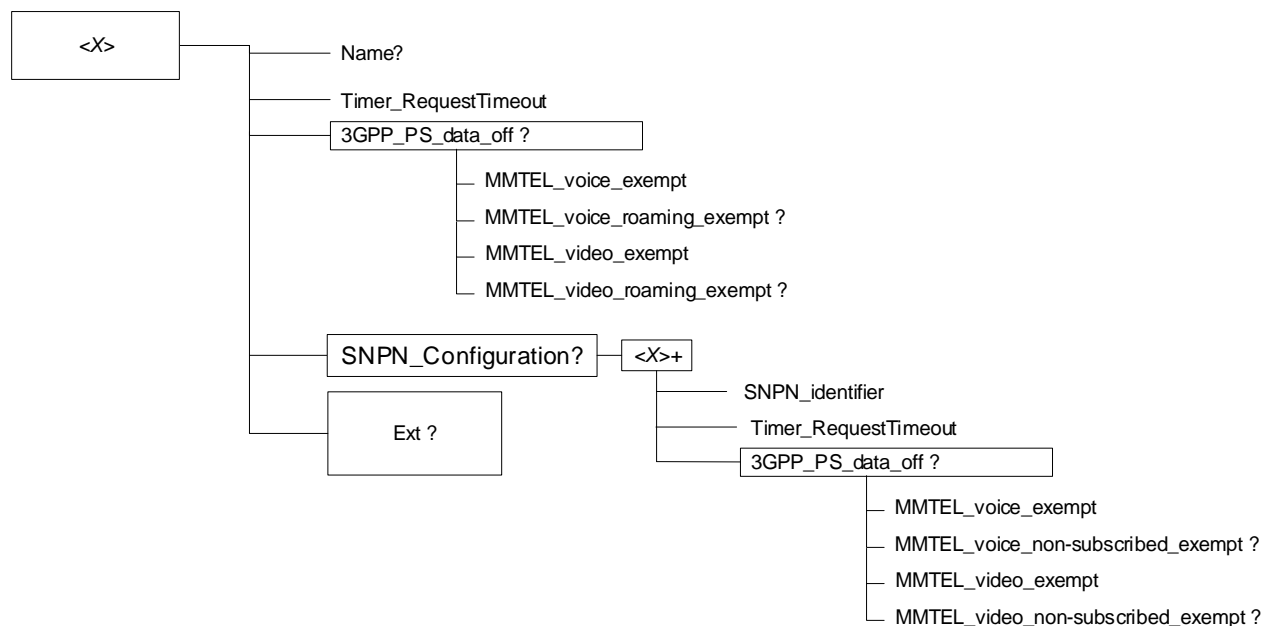 <X>
Name?
Timer_RequestTimeout
3GPP_PS_data_off ?
MMTEL_voice_exempt
MMTEL_voice_roaming_exempt ?
MMTEL_video_exempt
MMTEL_video_roaming_exempt ?
SNPN_Configuration?
<X>+
SNPN_identifier
Timer_RequestTimeout
3GPP_PS_data_off ?
MMTEL_voice_exempt
MMTEL_voice_non-subscribed_exempt ?
MMTEL_video_exempt
MMTEL_video_non-subscribed_exempt ?
Ext ?